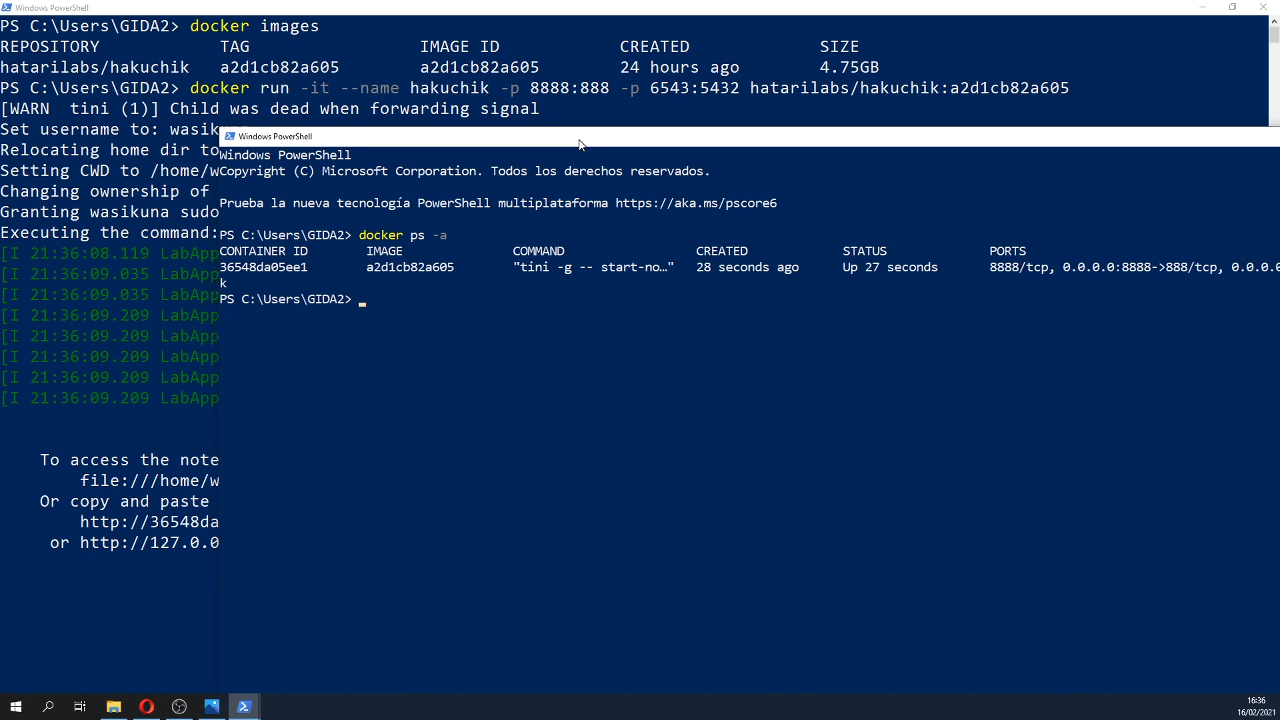 Windows PowerShell
PS C:\Users\GIDA2> docker images
REPOSITORY TAG IMAGE ID CREATED SIZE
hatarilabs/hakuchik a2d1cb82a605 a2d1cb82a605 24 hours ago 4.75GB
PS C:\Users\GIDA2> docker run -it --name hakuchik -p 8888:888 -p 6543:5432 hatarilabs/hakuchik:a2d1cb82a605
[WARN tini (1)] Child was dead when forwarding signal
Set username to: wasik
Relocating home dir to
Setting CWD to /home/w
Changing ownership of
Granting wasikuna sudo
Executing the command:
[I 21:36:08.119 LabApp
[I 21:36:09.035 LabApp
[I 21:36:09.035 LabApp
[I 21:36:09.209 LabApp
[I 21:36:09.209 LabApp
[I 21:36:09.209 LabApp
[I 21:36:09.209 LabApp
[I 21:36:09.209 LabApp
To access the note
file:///home/w
Or copy and paste
http://36548da
or http://127.0.0
Windows PowerShell
Windows PowerShell
Copyright (C) Microsoft Corporation. Todos los derechos reservados.
Prueba la nueva tecnología PowerShell multiplataforma https://aka.ms/pscore6
PS C:\Users\GIDA2> docker ps -a
CONTAINER ID IMAGE COMMAND CREATED STATUS PORTS
36548da05ee1 a2d1cb82a605 "tini -g -- start-no…" 28 seconds ago Up 27 seconds 8888/tcp, 0.0.0.0:8888->888/tcp, 0.0.0
k
PS C:\Users\GIDA2>
16:36
16/02/2021